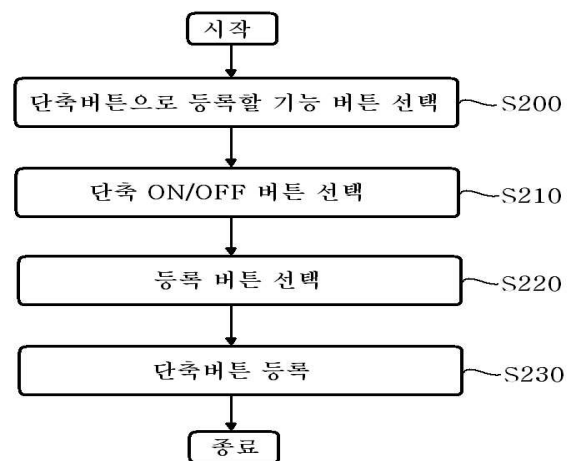 시작
단축버튼으로 등록할 기능 버튼 선택
S200
단축 ON/OFF 버튼 선택
S210
등록 버튼 선택
S220
단축버튼 등록
S230
종료